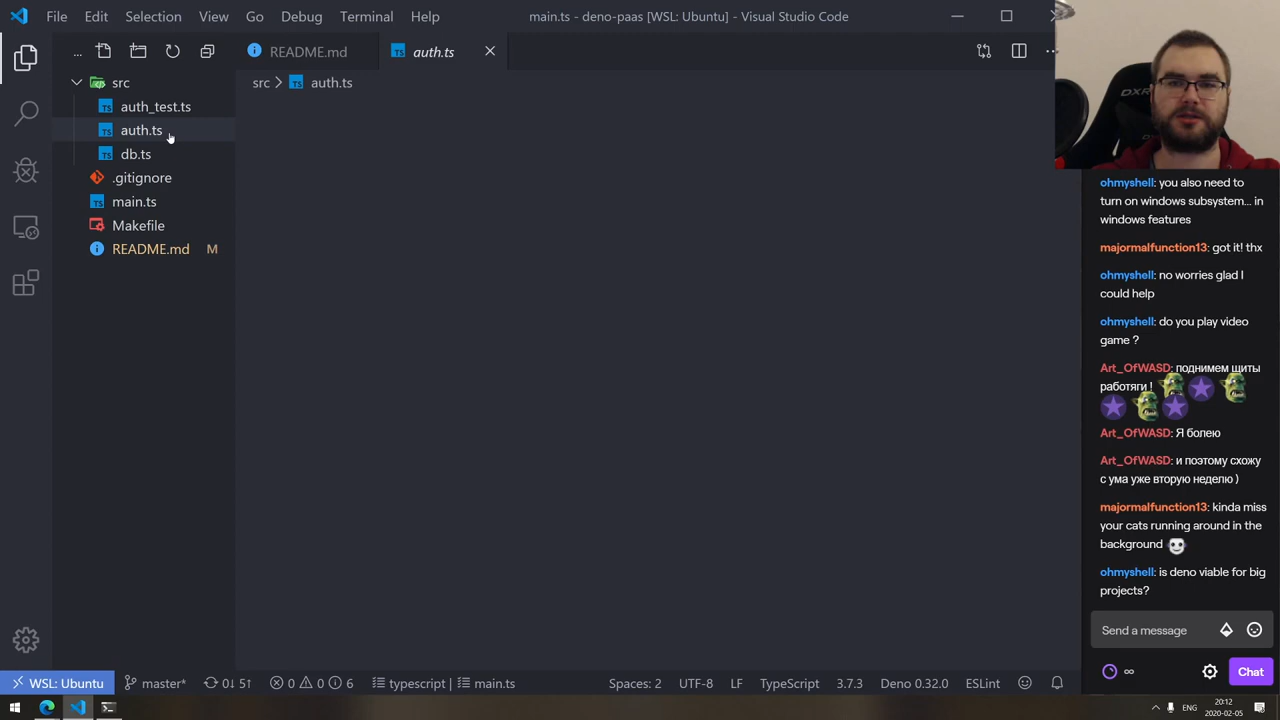 File Edit Selection View Go Debug Terminal Help
main.ts - deno-paas [WSL: Ubuntu] - Visual Studio Code
README.md
auth.ts
src > auth.ts
src
auth_test.ts
auth.ts
db.ts
.gitignore
main.ts
Makefile
README.md M
DXR
ohmyshell: you also need to
turn on windows subsystem... in
windows features
majormalfunction13: got it! thx
ohmyshell: no worries glad I
could help
ohmyshell: do you play video
game ?
Art_OfWASD: поднимем щиты
работяги !
Art_OfWASD: Я болею
Art_OfWASD: и поэтому схожу
с ума уже вторую неделю )
majormalfunction13: kinda miss
your cats running around in the
background
ohmyshell: is deno viable for big
projects?
Send a message
Chat
WSL: Ubuntu
master*
0↓ 5↑
0 0 6
typescript | main.ts
Spaces: 2
UTF-8
LF
TypeScript
3.7.3
Deno 0.32.0
ESLint
ENG
20:12
2020-02-05